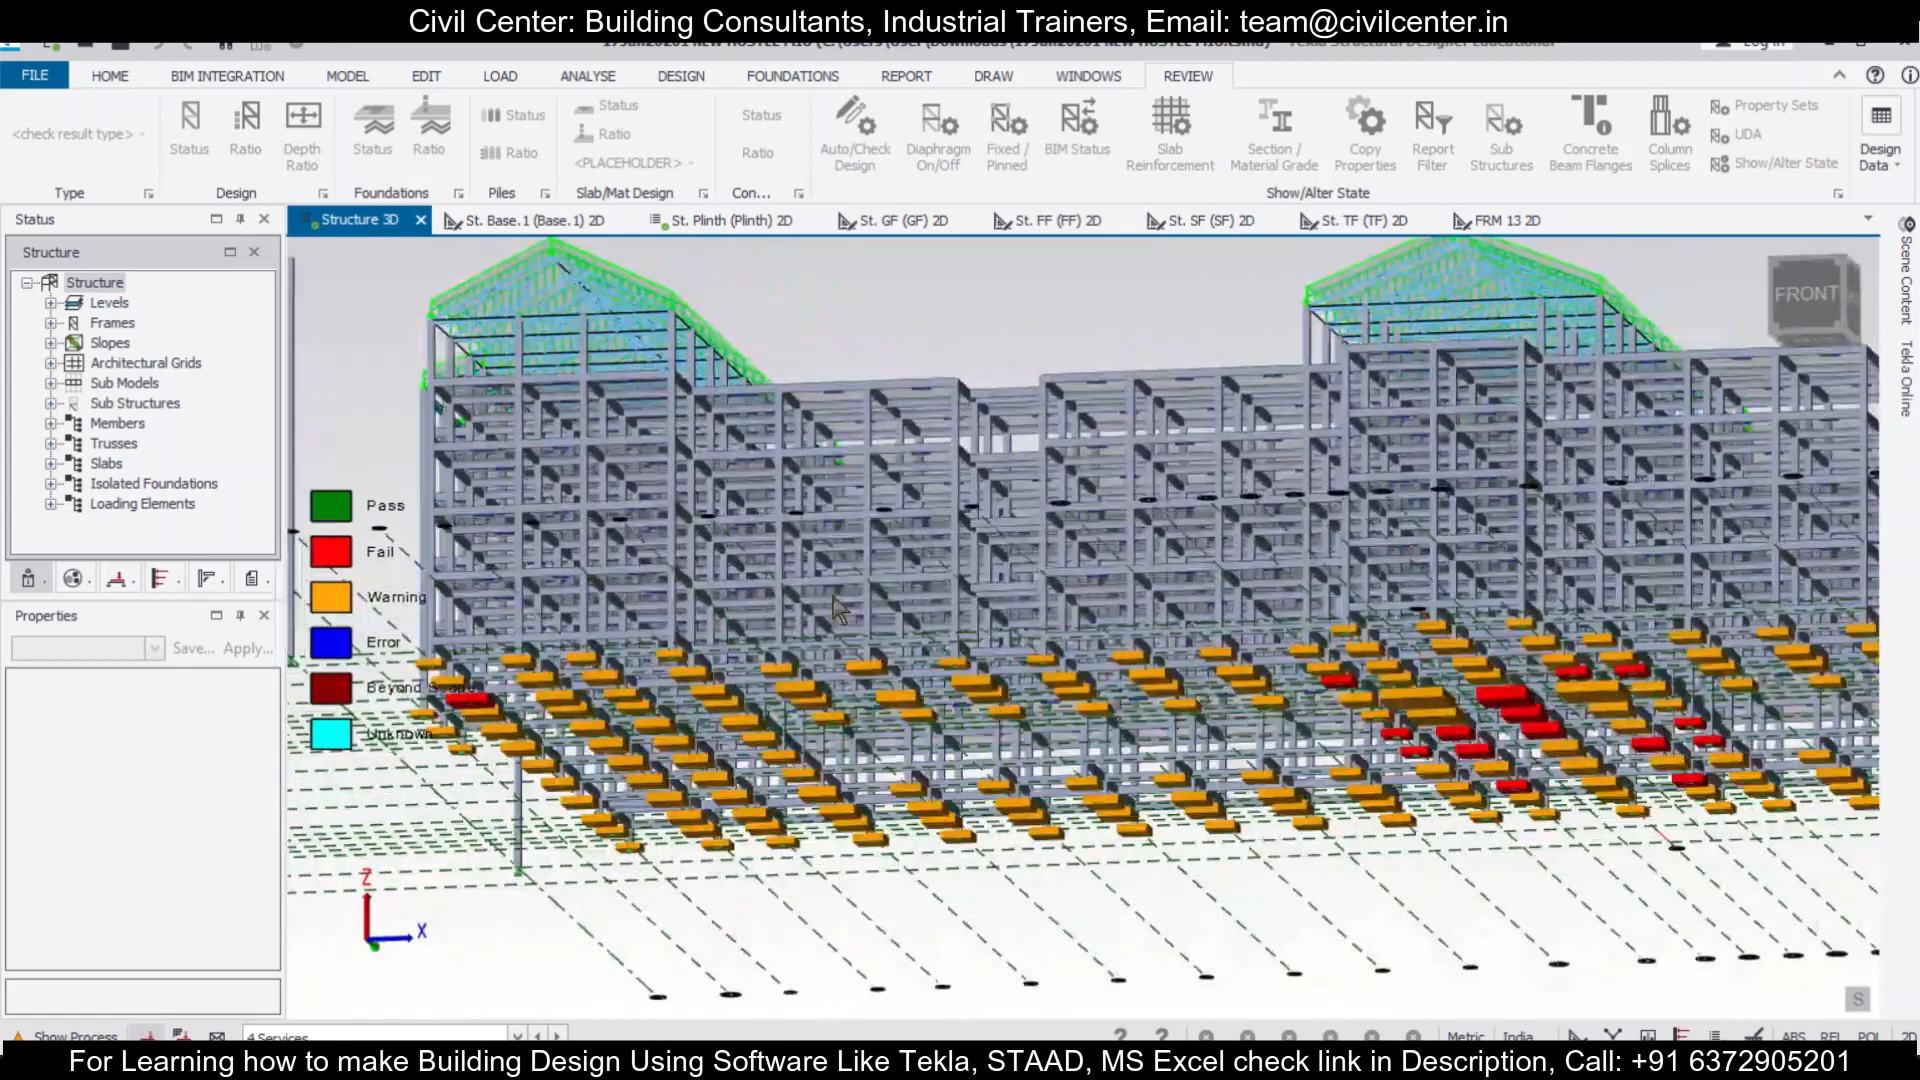 Civil Center: Building Consultants, Industrial Trainers, Email: team@civilcenter.in
FILE HOME BIM INTEGRATION MODEL EDIT LOAD ANALYSE DESIGN FOUNDATIONS REPORT DRAW WINDOWS REVIEW
<check result type>
Status Ratio Depth Ratio
Status Ratio
Status
Ratio
Status
Ratio
<PLACEHOLDER>
Status
Ratio
Auto/Check Design
Diaphragm On/Off
Fixed / Pinned
BIM Status
Slab Reinforcement
Section / Material Grade
Copy Properties
Report Filter
Sub Structures
Concrete Beam Flanges
Column Splices
Property Sets
UDA
Show/Alter State
Design Data
Type Design Foundations Piles Slab/Mat Design Con... Show/Alter State
Status
Structure 3D St. Base.1 (Base.1) 2D St. Plinth (Plinth) 2D St. GF (GF) 2D St. FF (FF) 2D St. SF (SF) 2D St. TF (TF) 2D FRM 13 2D
Structure
Structure
Levels
Frames
Slopes
Architectural Grids
Sub Models
Sub Structures
Members
Trusses
Slabs
Isolated Foundations
Loading Elements
Properties
Save... Apply...
Pass
Fail
Warning
Error
Beyond
Unknown
FRONT
Scene Content
Tekla Online
Z
X
S
Show Process 4 Services Metric India ABS REL POL 2D
For Learning how to make Building Design Using Software Like Tekla, STAAD, MS Excel check link in Description, Call: +91 6372905201